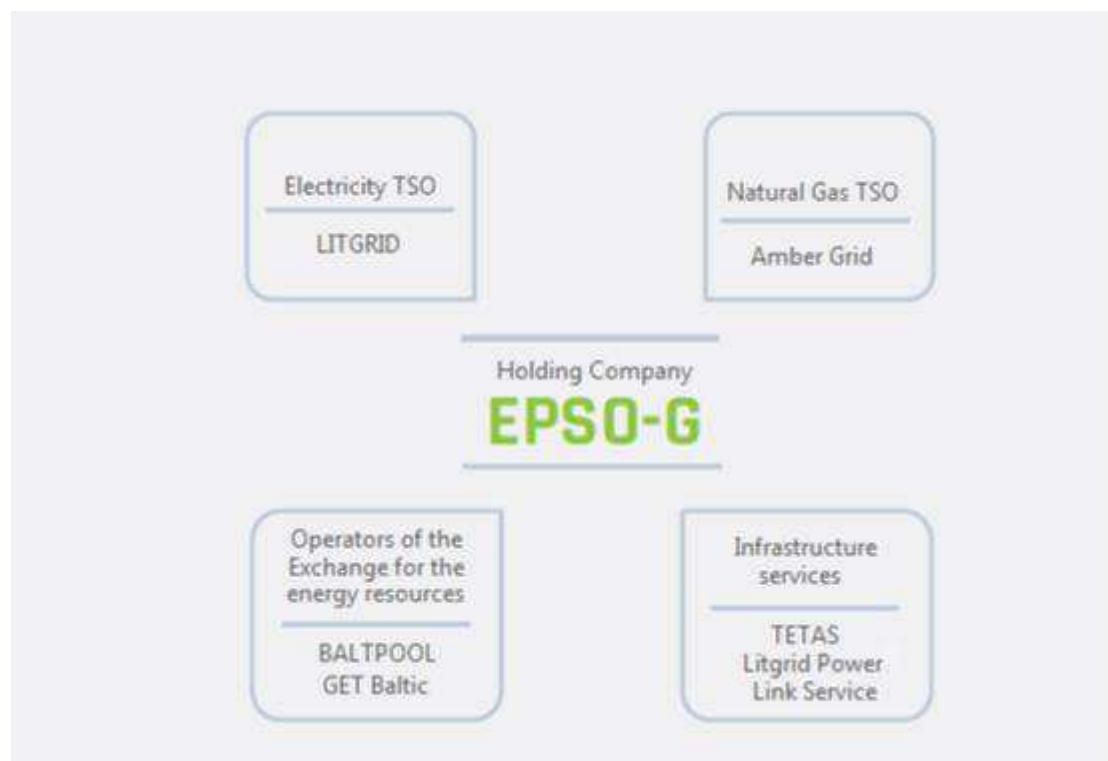 Electricity TSO
LITGRID
Natural Gas TSO
Amber Grid
Holding Company
EPSO-G
Operators of the
Exchange for the
energy resources
BALTPOOL
GET Baltic
Infrastructure
services
TETAS
Litgrid Power
Link Service